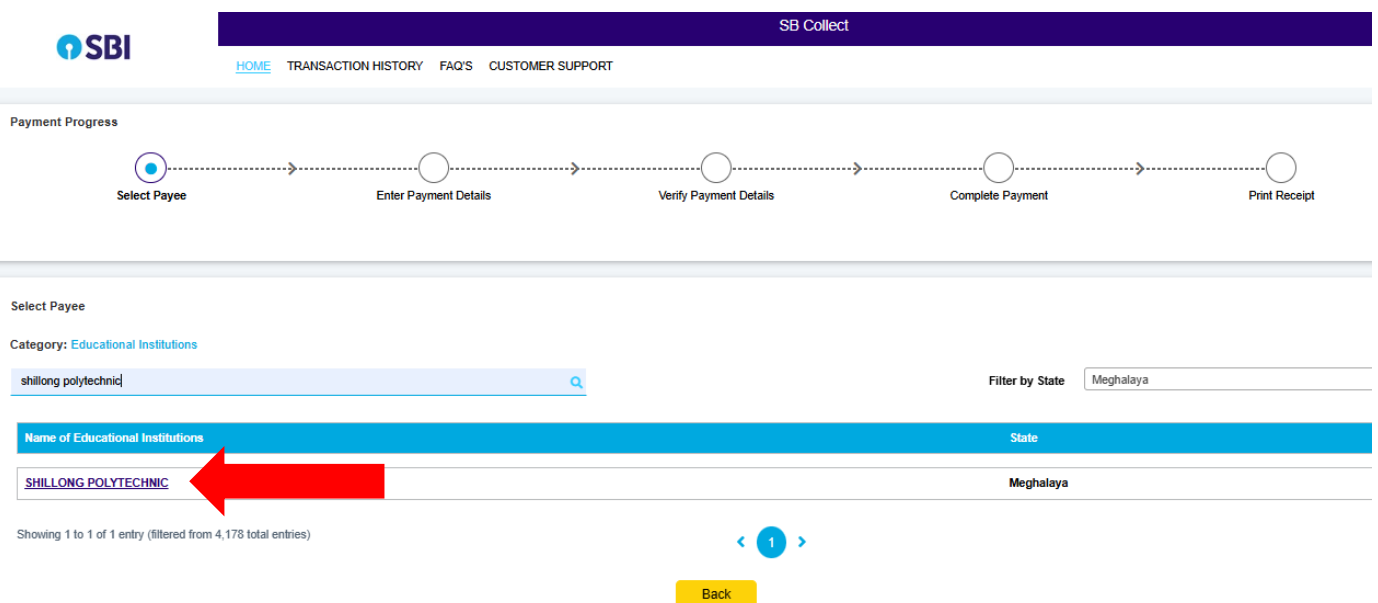 SBI
SB Collect
HOME TRANSACTION HISTORY FAQ'S CUSTOMER SUPPORT
Payment Progress
Select Payee Enter Payment Details Verify Payment Details Complete Payment Print Receipt
Select Payee
Category: Educational Institutions
shillong polytechnic Filter by State Meghalaya
Name of Educational Institutions State
SHILLONG POLYTECHNIC Meghalaya
Showing 1 to 1 of 1 entry (filtered from 4,178 total entries) < 1 >
Back